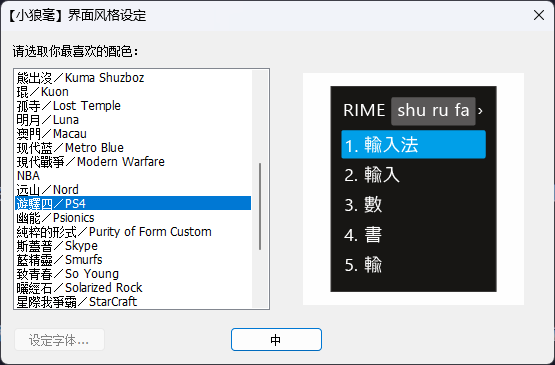 【小狼毫】界面风格设定
请选取你最喜欢的配色：
熊出沒／Kuma Shuzboz
琨／Kuon
孤寺／Lost Temple
明月／Luna
澳門／Macau
现代蓝／Metro Blue
現代戰爭／Modern Warfare
NBA
远山／Nord
遊曜四／PS4
幽能／Psionics
純粹的形式／Purity of Form Custom
斯蓋普／Skype
藍精靈／Smurfs
致青春／So Young
曬經石／Solarized Rock
星際我爭霸／StarCraft
RIME shu ru fa ›
1. 輸入法
2. 輸入
3. 數
4. 書
5. 輸
设定字体...
中